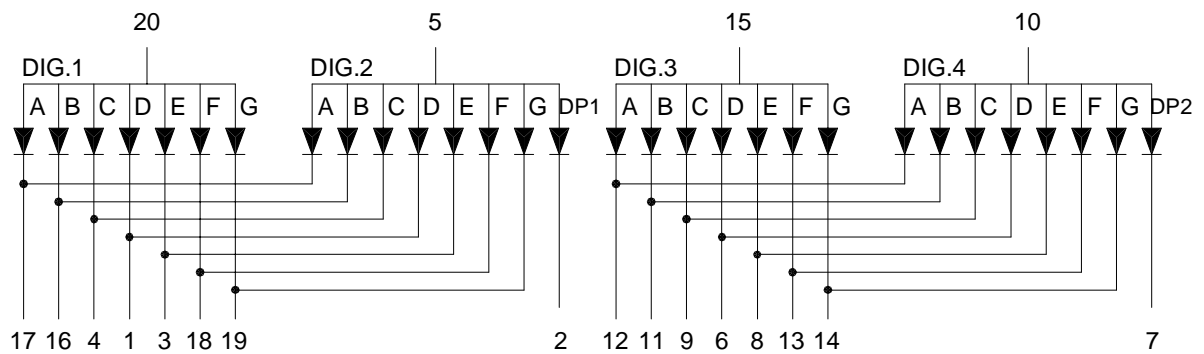 20 5 15 10
DIG.1 DIG.2 DIG.3 DIG.4
A B C D E F G A B C D E F G DP1 A B C D E F G A B C D E F G DP2
17 16 4 1 3 18 19 2 12 11 9 6 8 13 14 7